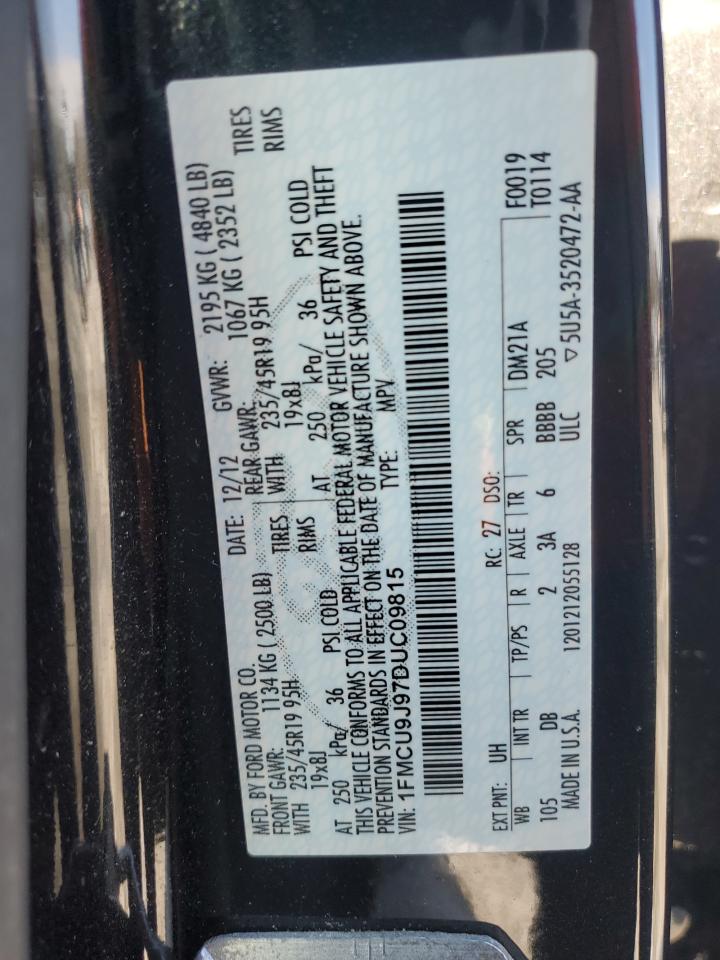 MFD. BY FORD MOTOR CO. DATE: 12/12 GVWR: 2195 KG ( 4840 LB)
FRONT GAWR: 1134 KG ( 2500 LB) REAR GAWR: 1067 KG ( 2352 LB)
WITH 235/45R19 95H TIRES WITH 235/45R19 95H TIRES
19x8J RIMS 19x8J RIMS
AT 250 kPa/ 36 PSI COLD AT 250 kPa/ 36 PSI COLD
THIS VEHICLE CONFORMS TO ALL APPLICABLE FEDERAL MOTOR VEHICLE SAFETY AND THEFT
PREVENTION STANDARDS IN EFFECT ON THE DATE OF MANUFACTURE SHOWN ABOVE.
VIN: 1FMCU9J97DUC09815 TYPE: MPV
EXT PNT: UH RC: 27 DSO: F0019
WB INT TR TP/PS R AXLE TR SPR DM21A T0114
105 DB 2 3A 6 BBBB 205
MADE IN U.S.A. 1201212055128 ULC ▽5U5A-3520472-AA